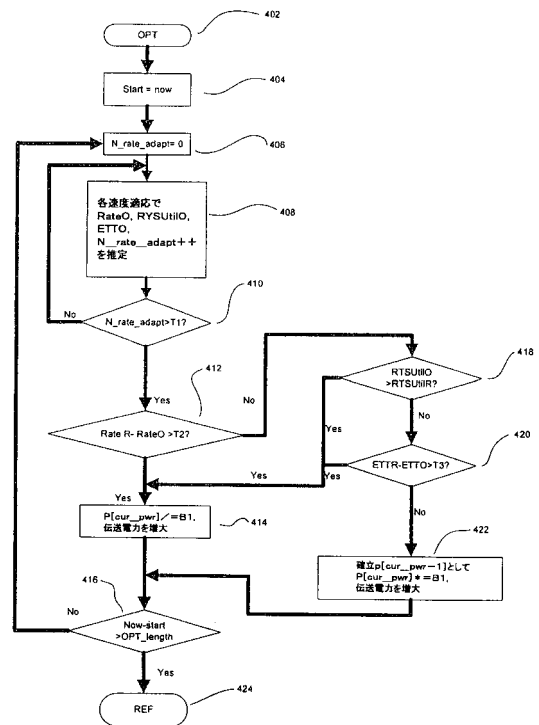 OPT
402
Start = now
404
N_rate_adapt= 0
406
各速度適応で
RateO, RYSUtilO,
ETTO,
N__rate__adapt++
を推定
408
410
N_rate_adapt>T1?
No
Yes
412
Rate R- RateO >T2?
No
Yes
RTSUtilO
>RTSUtilR?
418
Yes
No
420
ETTR-ETTO>T3?
Yes
No
P[cur_pwr]/=B1,
伝送電力を増大
414
422
確立p[cur__pwr-1]として
P[cur__pwr]*=B1,
伝送電力を増大
416
Now-start
>OPT_length
No
Yes
REF
424